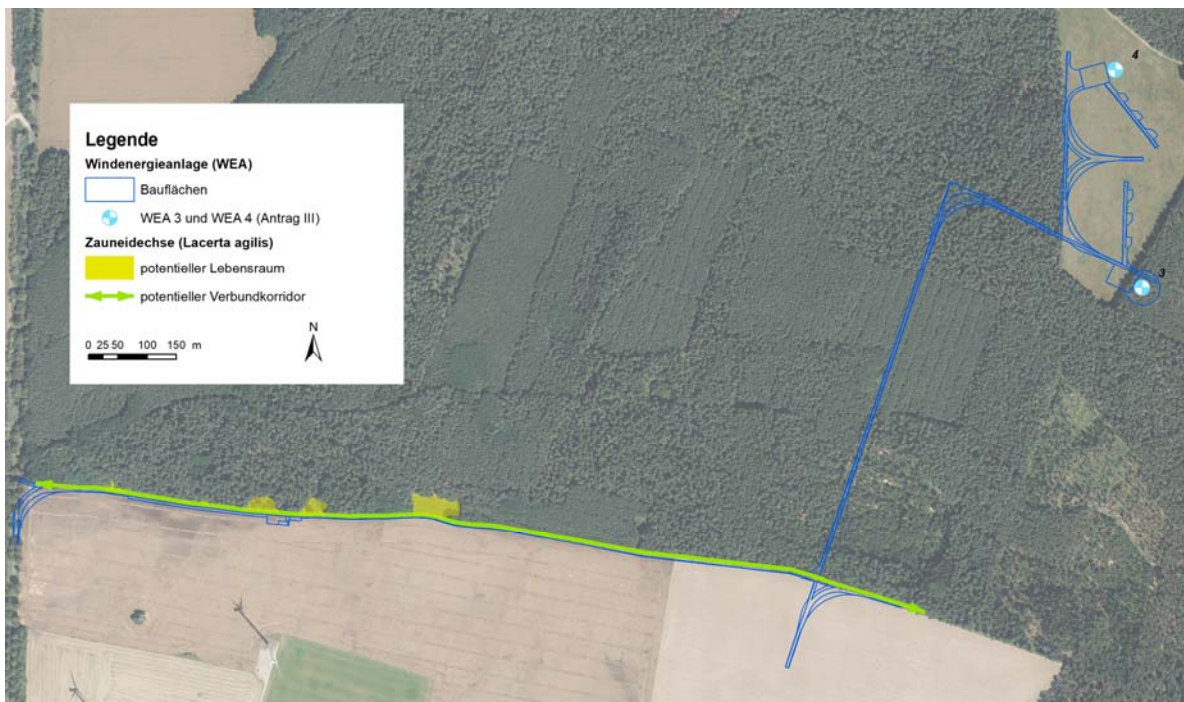 4
Legende
Windenergieanlage (WEA)
Bauflächen
WEA 3 und WEA 4 (Antrag III)
Zauneidechse (Lacerta agilis)
potentieller Lebensraum
potentieller Verbundkorridor
3
N
0 25 50 100 150 m